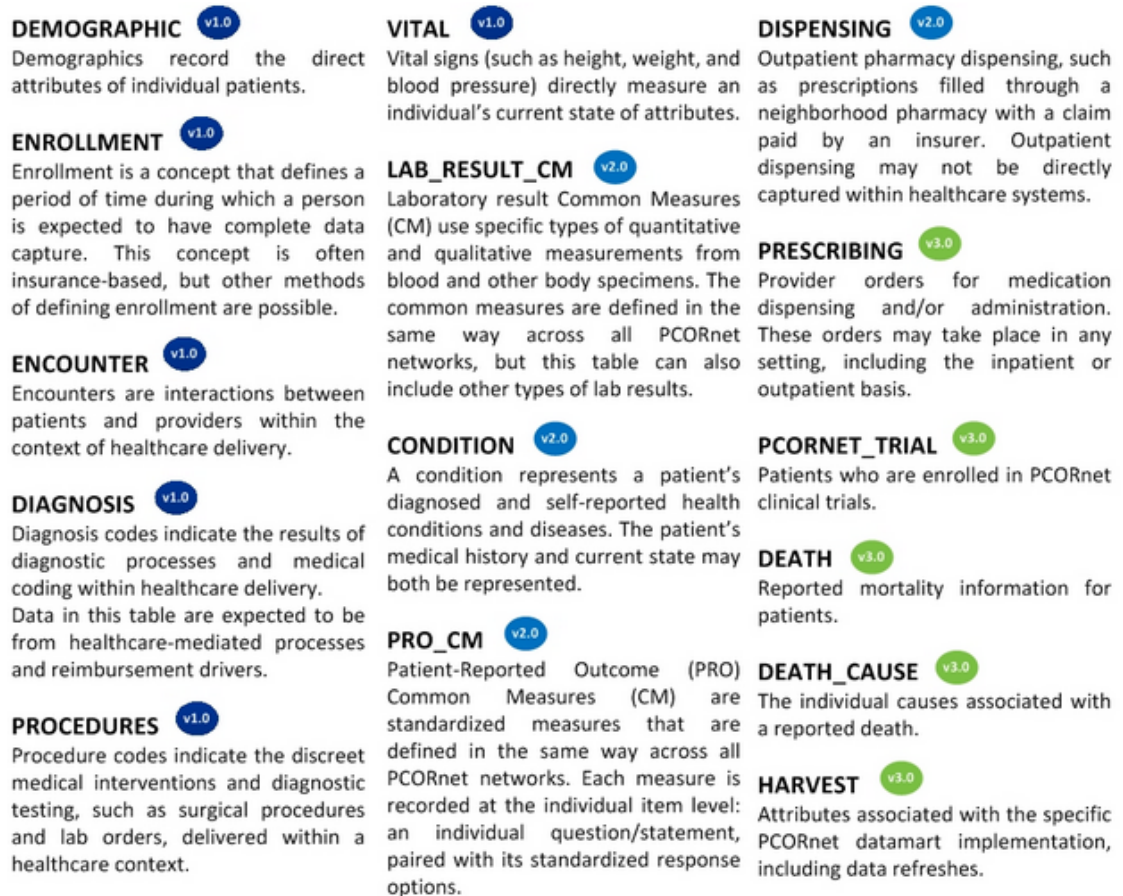 DEMOGRAPHIC v1.0
Demographics record the direct
attributes of individual patients.
ENROLLMENT v1.0
Enrollment is a concept that defines a
period of time during which a person
is expected to have complete data
capture. This concept is often
insurance-based, but other methods
of defining enrollment are possible.
ENCOUNTER v1.0
Encounters are interactions between
patients and providers within the
context of healthcare delivery.
DIAGNOSIS v1.0
Diagnosis codes indicate the results of
diagnostic processes and medical
coding within healthcare delivery.
Data in this table are expected to be
from healthcare-mediated processes
and reimbursement drivers.
PROCEDURES v1.0
Procedure codes indicate the discreet
medical interventions and diagnostic
testing, such as surgical procedures
and lab orders, delivered within a
healthcare context.
VITAL v1.0
Vital signs (such as height, weight, and
blood pressure) directly measure an
individual's current state of attributes.
LAB_RESULT_CM v2.0
Laboratory result Common Measures
(CM) use specific types of quantitative
and qualitative measurements from
blood and other body specimens. The
common measures are defined in the
same way across all PCORnet
networks, but this table can also
include other types of lab results.
CONDITION v2.0
A condition represents a patient's
diagnosed and self-reported health
conditions and diseases. The patient's
medical history and current state may
both be represented.
PRO_CM v2.0
Patient-Reported Outcome (PRO)
Common Measures (CM) are
standardized measures that are
defined in the same way across all
PCORnet networks. Each measure is
recorded at the individual item level:
an individual question/statement,
paired with its standardized response
options.
DISPENSING v2.0
Outpatient pharmacy dispensing, such
as prescriptions filled through a
neighborhood pharmacy with a claim
paid by an insurer. Outpatient
dispensing may not be directly
captured within healthcare systems.
PRESCRIBING v3.0
Provider orders for medication
dispensing and/or administration.
These orders may take place in any
setting, including the inpatient or
outpatient basis.
PCORNET_TRIAL v3.0
Patients who are enrolled in PCORnet
clinical trials.
DEATH v3.0
Reported mortality information for
patients.
DEATH_CAUSE v3.0
The individual causes associated with
a reported death.
HARVEST v3.0
Attributes associated with the specific
PCORnet datamart implementation,
including data refreshes.